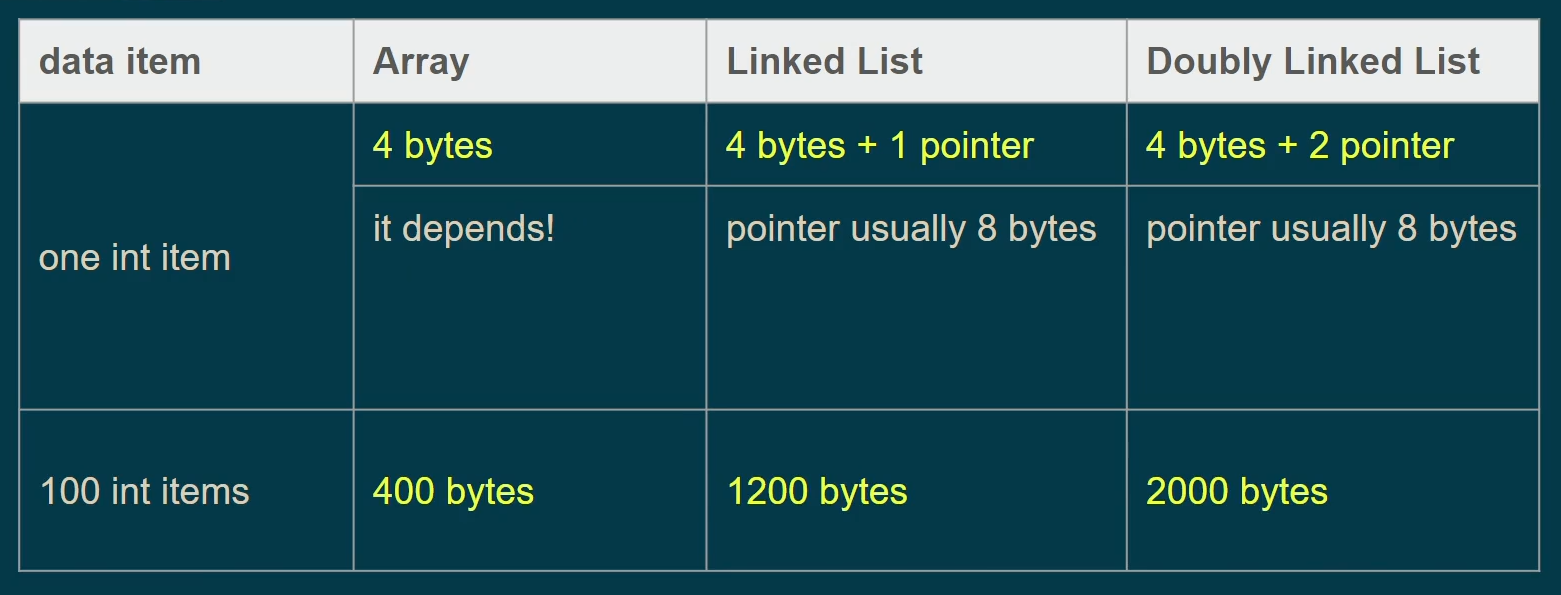 data item Array Linked List Doubly Linked List
4 bytes 4 bytes + 1 pointer 4 bytes + 2 pointer
one int item
it depends! pointer usually 8 bytes pointer usually 8 bytes
100 int items 400 bytes 1200 bytes 2000 bytes